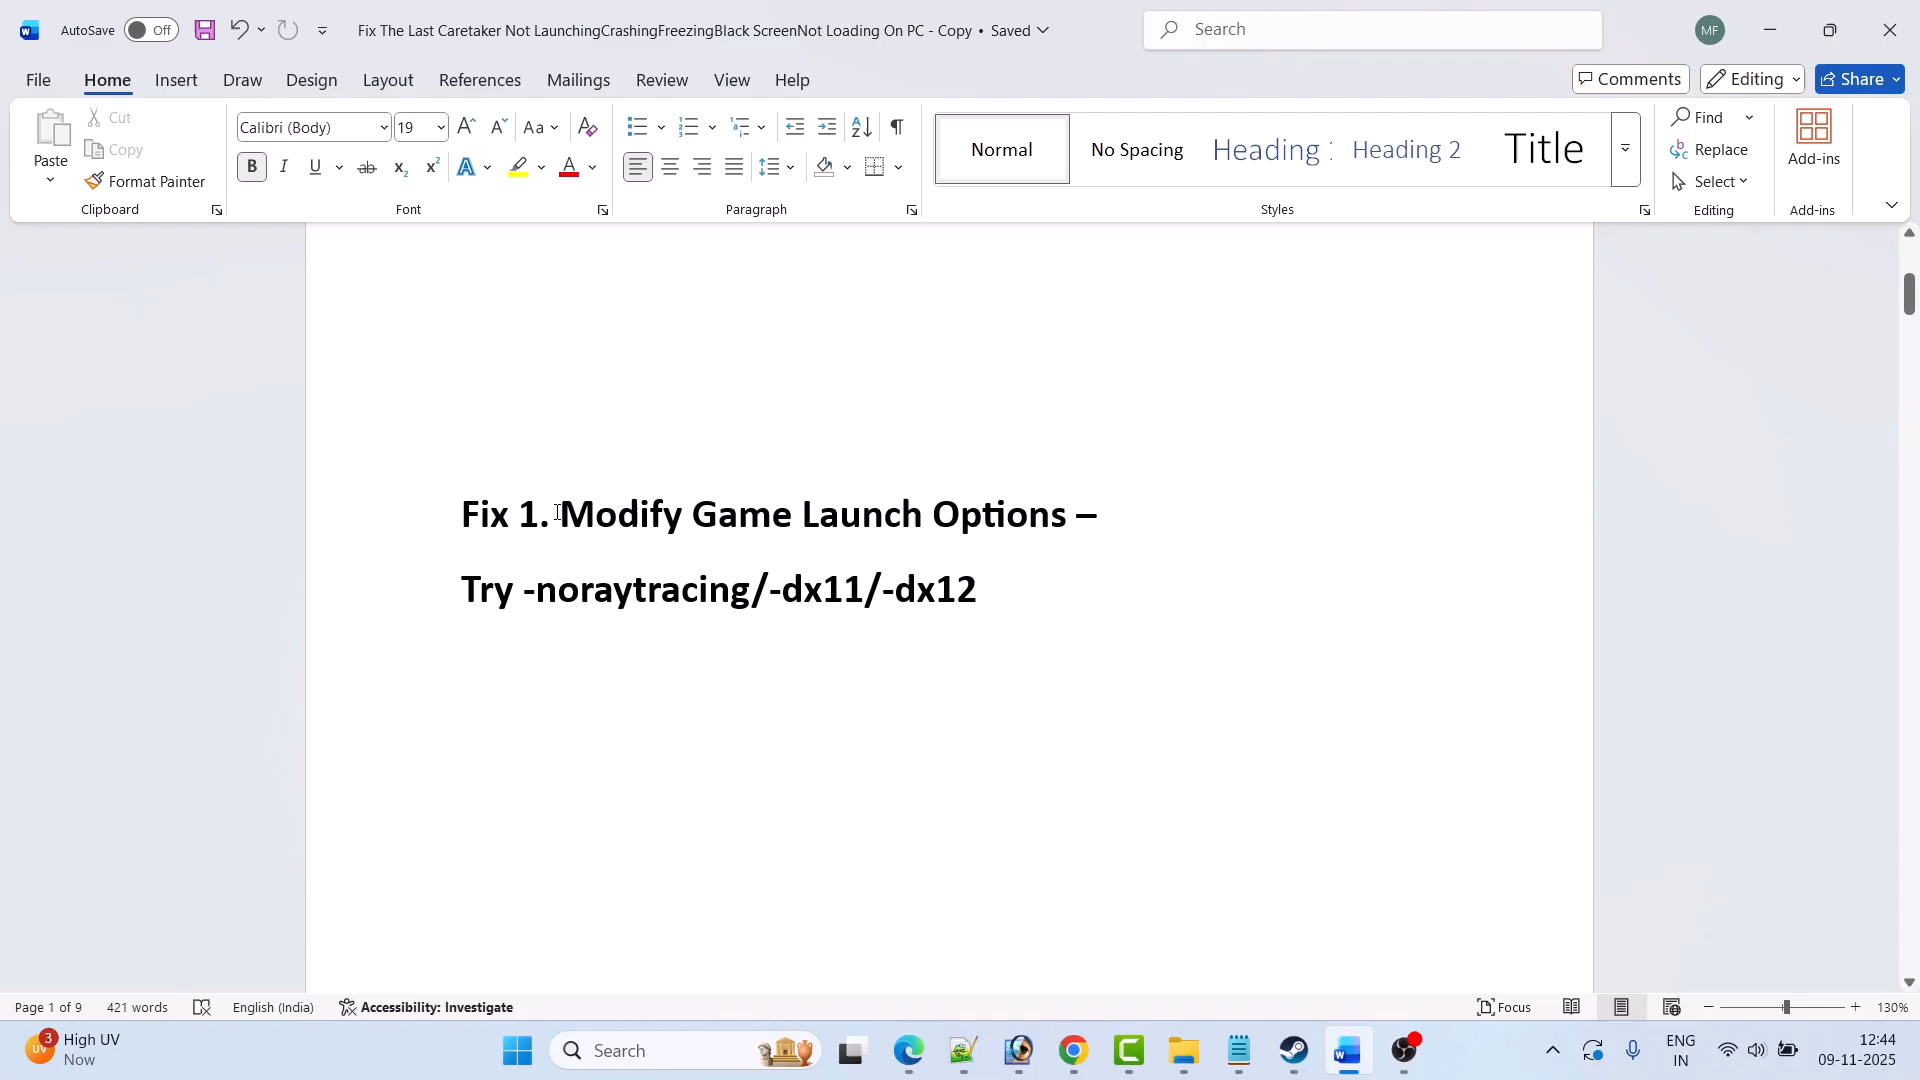 AutoSave Off Fix The Last Caretaker Not LaunchingCrashingFreezingBlack ScreenNot Loading On PC - Copy • Saved Search MF
File Home Insert Draw Design Layout References Mailings Review View Help Comments Editing Share
Paste Cut Copy Format Painter Clipboard
Calibri (Body) 19 Aa Font
Paragraph
Normal No Spacing Heading 1 Heading 2 Title Styles
Find Replace Select Editing
Add-ins Add-ins
Fix 1. Modify Game Launch Options –
Try -noraytracing/-dx11/-dx12
Page 1 of 9 421 words English (India) Accessibility: Investigate Focus 130%
3 High UV Now Search ENG IN 12:44 09-11-2025